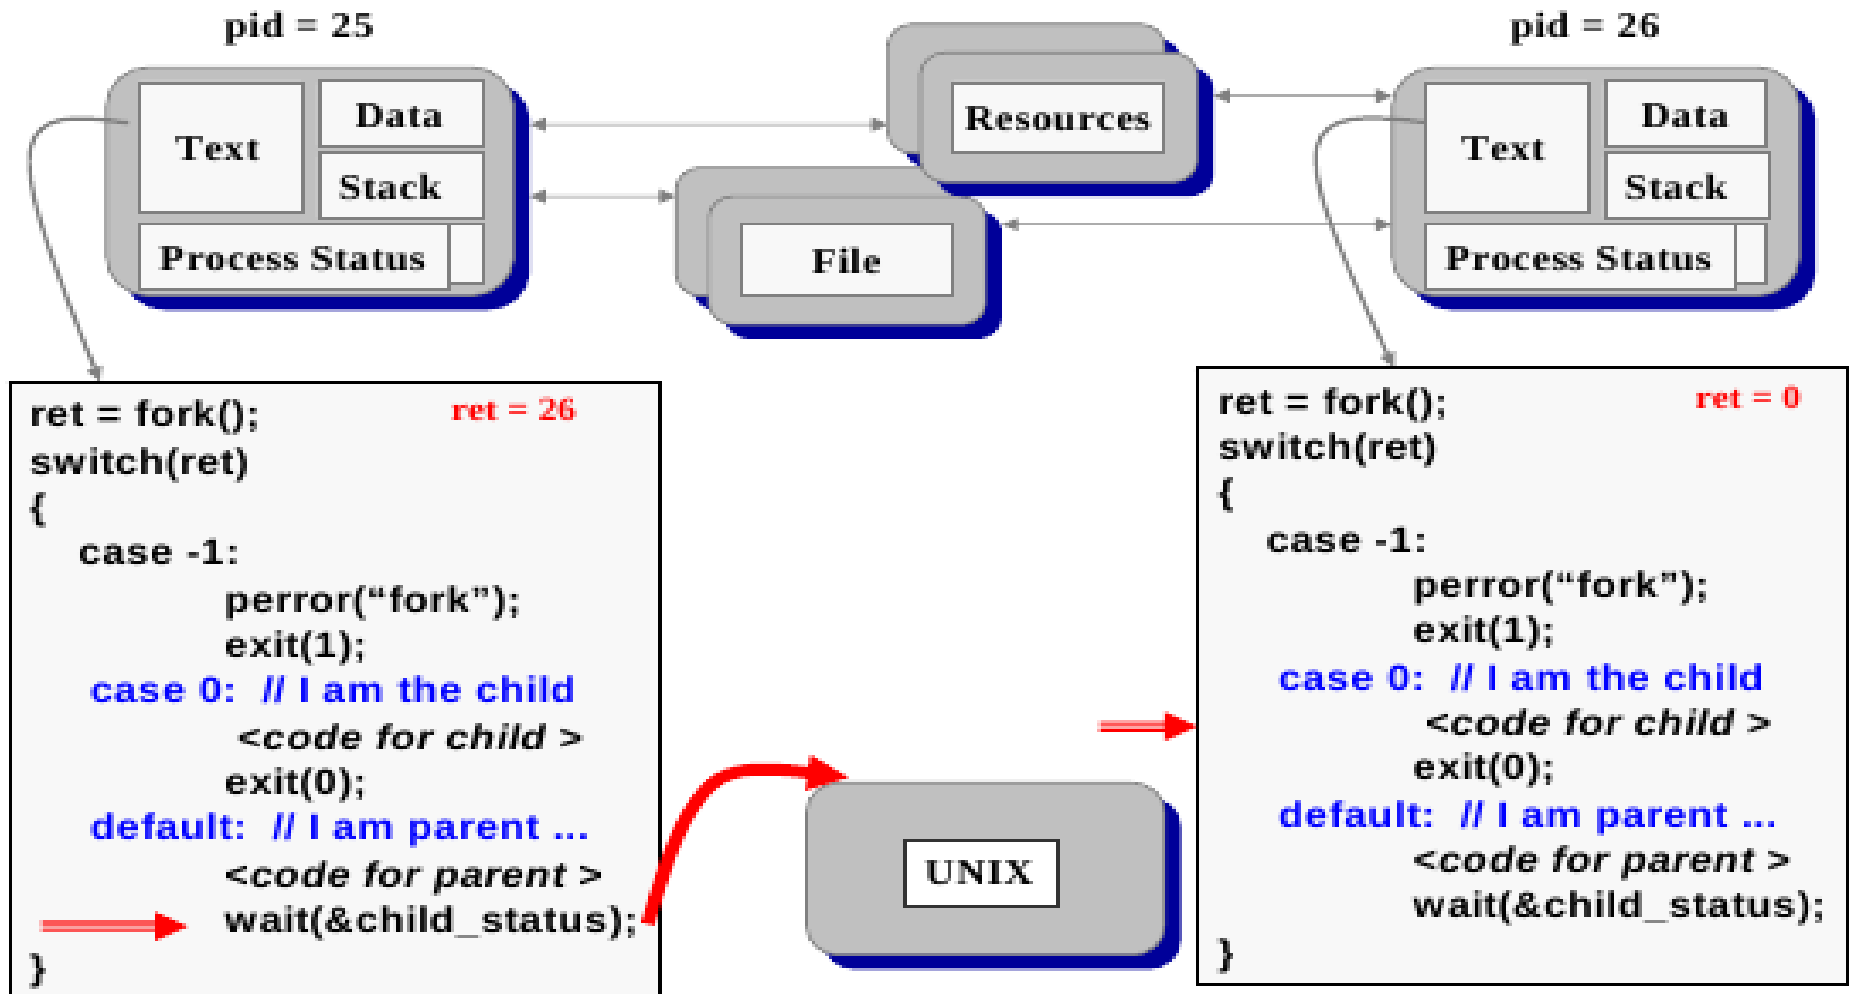 pid = 25
pid = 26
Text
Data
Stack
Process Status
Resources
File
Text
Data
Stack
Process Status
ret = fork();
ret = 26
switch(ret)
{
case -1:
perror(“fork”);
exit(1);
case 0: // I am the child
<code for child >
exit(0);
default: // I am parent ...
<code for parent >
wait(&child_status);
}
UNIX
ret = fork();
ret = 0
switch(ret)
{
case -1:
perror(“fork”);
exit(1);
case 0: // I am the child
<code for child >
exit(0);
default: // I am parent ...
<code for parent >
wait(&child_status);
}